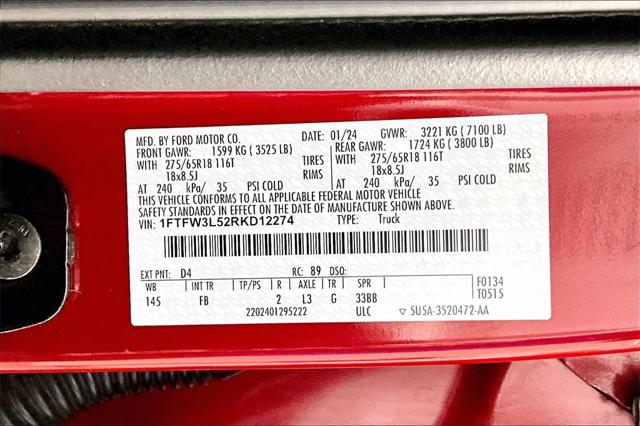 MFD. BY FORD MOTOR CO. DATE: 01/24 GVWR: 3221 KG ( 7100 LB)
FRONT GAWR: 1599 KG ( 3525 LB) REAR GAWR: 1724 KG ( 3800 LB)
WITH 275/65R18 116T TIRES WITH 275/65R18 116T TIRES
18x8.5J RIMS 18x8.5J RIMS
AT 240 kPa/ 35 PSI COLD AT 240 kPa/ 35 PSI COLD
THIS VEHICLE CONFORMS TO ALL APPLICABLE FEDERAL MOTOR VEHICLE
SAFETY STANDARDS IN EFFECT ON THE DATE OF MANUFACTURE SHOWN ABOVE.
VIN: 1FTFW3L52RKD12274 TYPE: Truck
EXT PNT: D4 RC: 89 DSO: F0134
WB INT TR TP/PS R AXLE TR SPR T0515
145 FB 2 L3 G 33BB
2202401295222 ULC ▽ 5U5A-3520472-AA